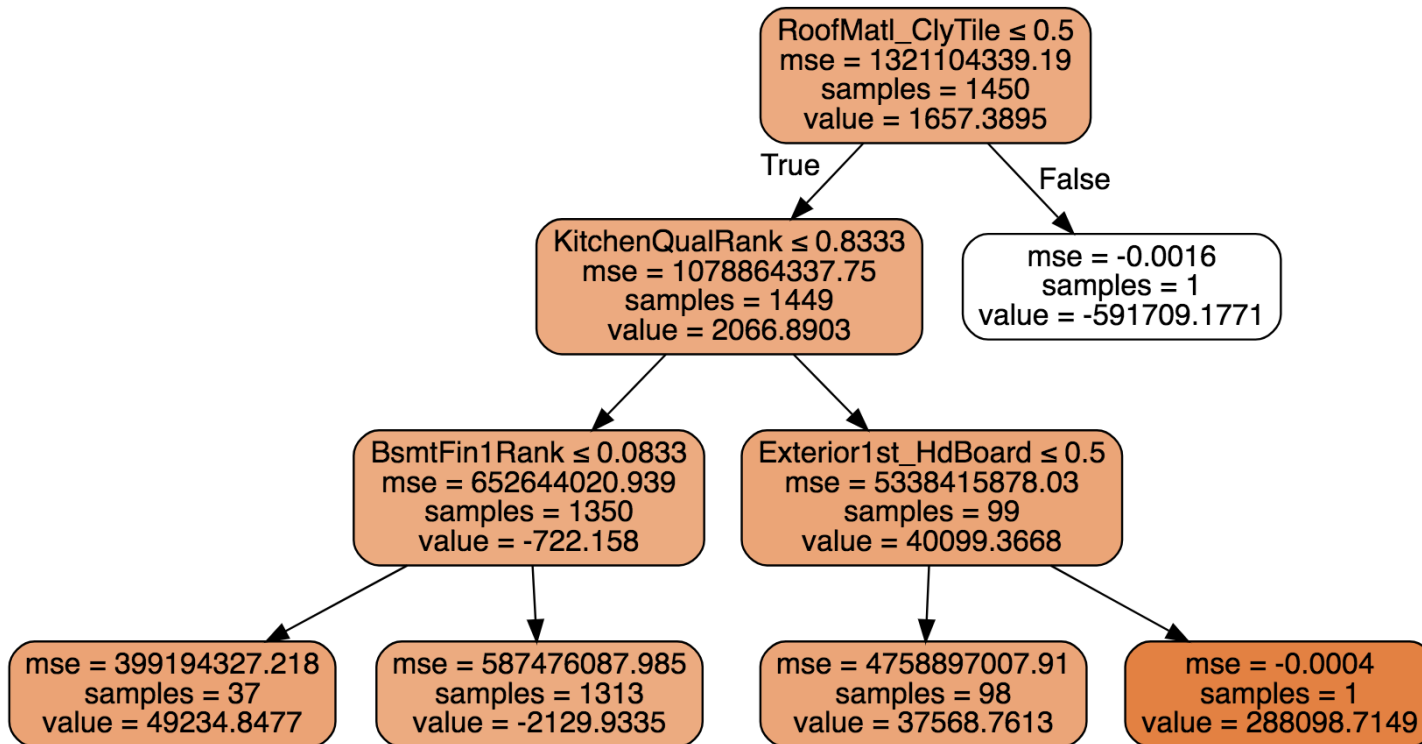 RoofMatl_ClyTile ≤ 0.5
mse = 1321104339.19
samples = 1450
value = 1657.3895
True
False
KitchenQualRank ≤ 0.8333
mse = 1078864337.75
samples = 1449
value = 2066.8903
mse = -0.0016
samples = 1
value = -591709.1771
BsmtFin1Rank ≤ 0.0833
mse = 652644020.939
samples = 1350
value = -722.158
Exterior1st_HdBoard ≤ 0.5
mse = 5338415878.03
samples = 99
value = 40099.3668
mse = 399194327.218
samples = 37
value = 49234.8477
mse = 587476087.985
samples = 1313
value = -2129.9335
mse = 4758897007.91
samples = 98
value = 37568.7613
mse = -0.0004
samples = 1
value = 288098.7149